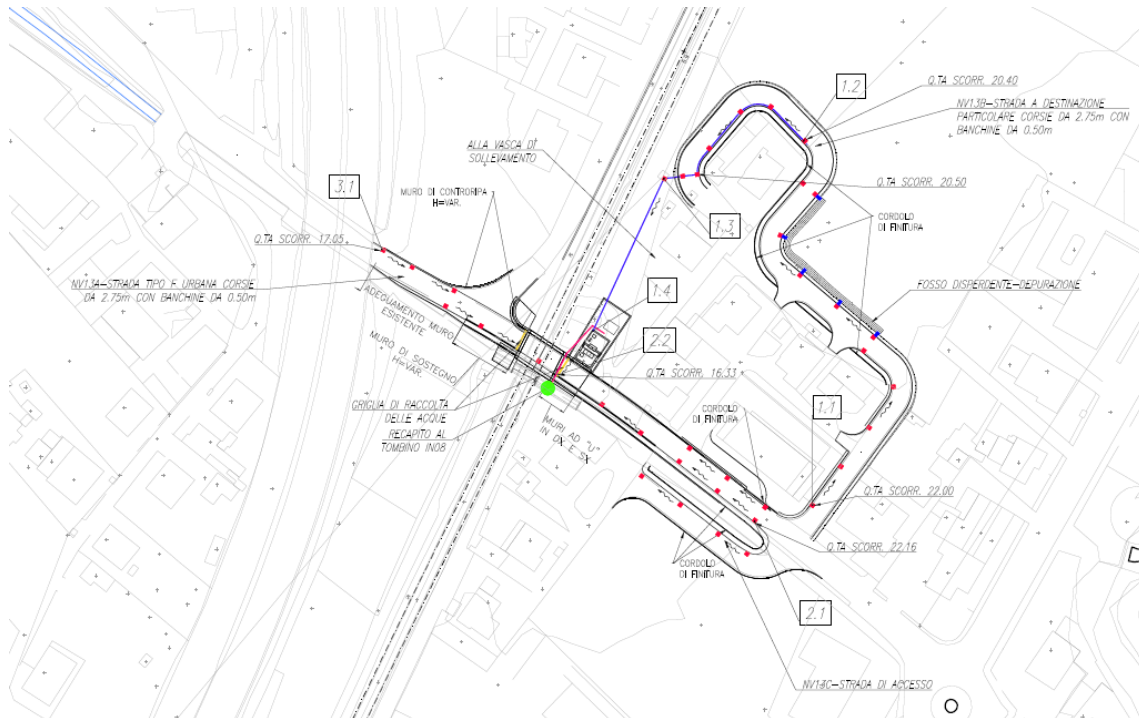 1.2
Q.TA SCORR. 20.40
NV13B-STRADA A DESTINAZIONE
PARTICOLARE CORSIE DA 2.75m CON
BANCHINE DA 0.50m
ALLA VASCA DI
SOLLEVAMENTO
Q.TA SCORR. 20.50
3.1
MURO DI CONTRORIPA
H=VAR.
1.3
CORDOLO
DI FINITURA
Q.TA SCORR. 17.05
NV13A-STRADA TIPO F. URBANA CORSIE
DA 2.75m CON BANCHINE DA 0.50m
1.4
FOSSO DISPERDENTE-DEPURAZIONE
ADEGUAMENTO MURO
ESISTENTE
2.2
MURO DI SOSTEGNO
H=VAR.
Q.TA SCORR. 16.33
GRIGLIA DI RACCOLTA
DELLE ACQUE
RECAPITO AL
TOMBINO IN08
MURI AD "U"
IN DX E SX
CORDOLO
DI FINITURA
1.1
Q.TA SCORR. 22.00
Q.TA SCORR. 22.16
CORDOLO
DI FINITURA
2.1
NV13C-STRADA DI ACCESSO